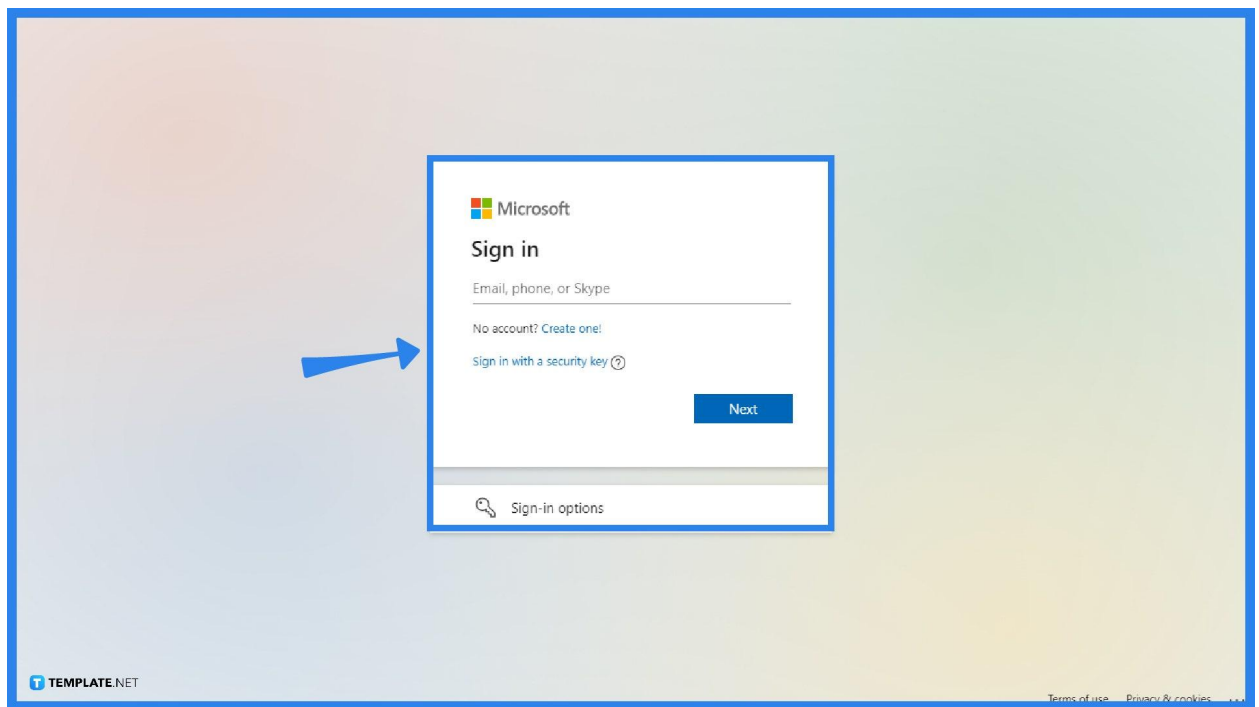 Microsoft
Sign in
Email, phone, or Skype
No account? Create one!
Sign in with a security key
Next
Sign-in options
TEMPLATE.NET
Terms of use Privacy & cookies ...